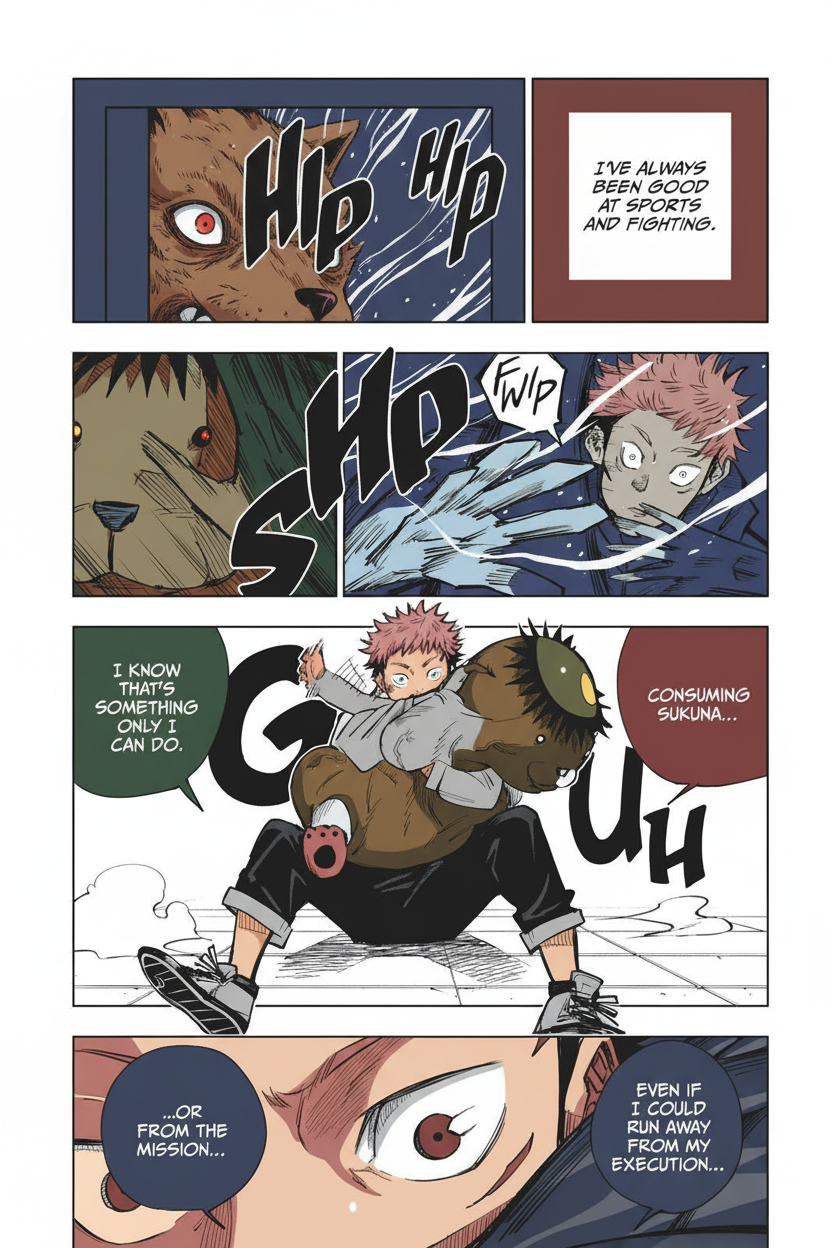 I'VE ALWAYS
BEEN GOOD
AT SPORTS
AND FIGHTING.
HIP
HIP
FWIP
SHP
CONSUMING
SUKUNA...
I KNOW
THAT'S
SOMETHING
ONLY I
CAN DO.
GUH
EVEN IF
I COULD
RUN AWAY
FROM MY
EXECUTION...
...OR
FROM THE
MISSION...